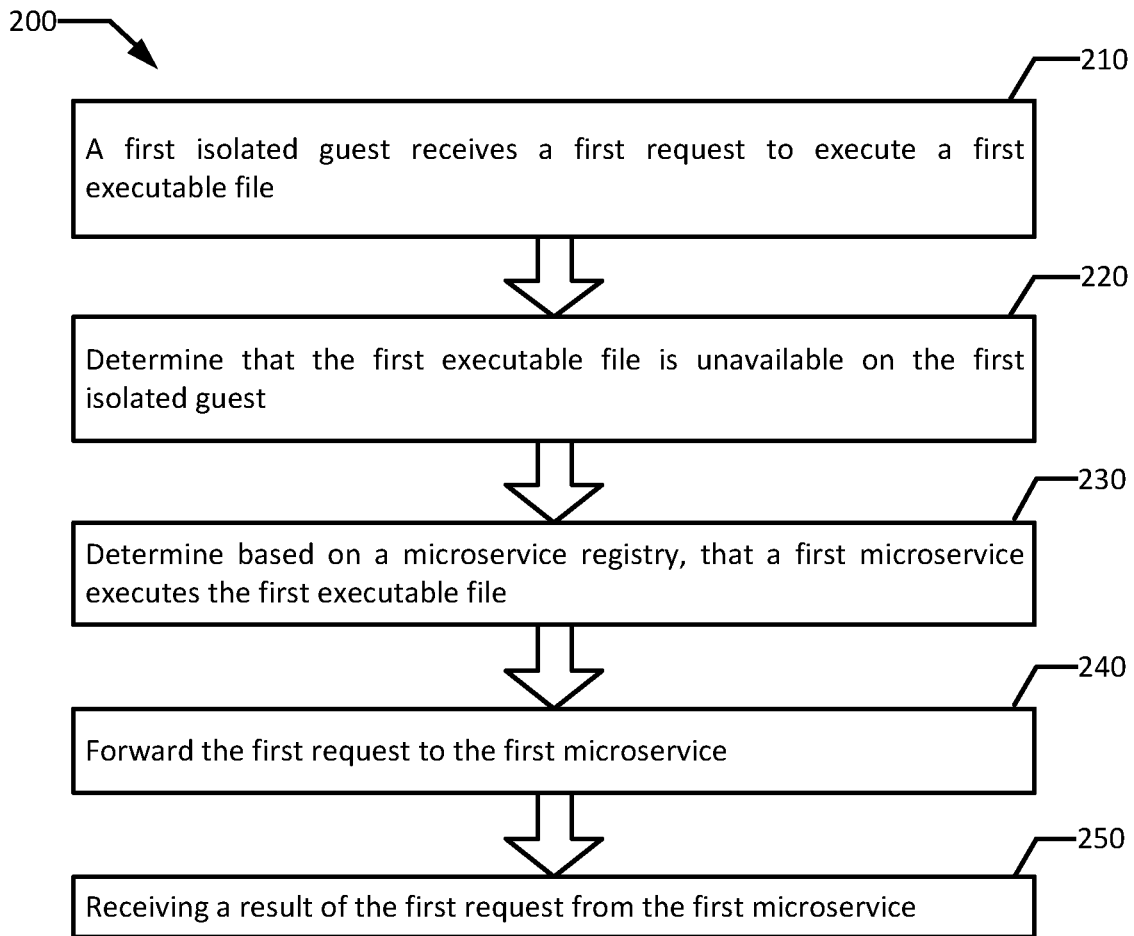 200
210
A first isolated guest receives a first request to execute a first
executable file
220
Determine that the first executable file is unavailable on the first
isolated guest
230
Determine based on a microservice registry, that a first microservice
executes the first executable file
240
Forward the first request to the first microservice
250
Receiving a result of the first request from the first microservice